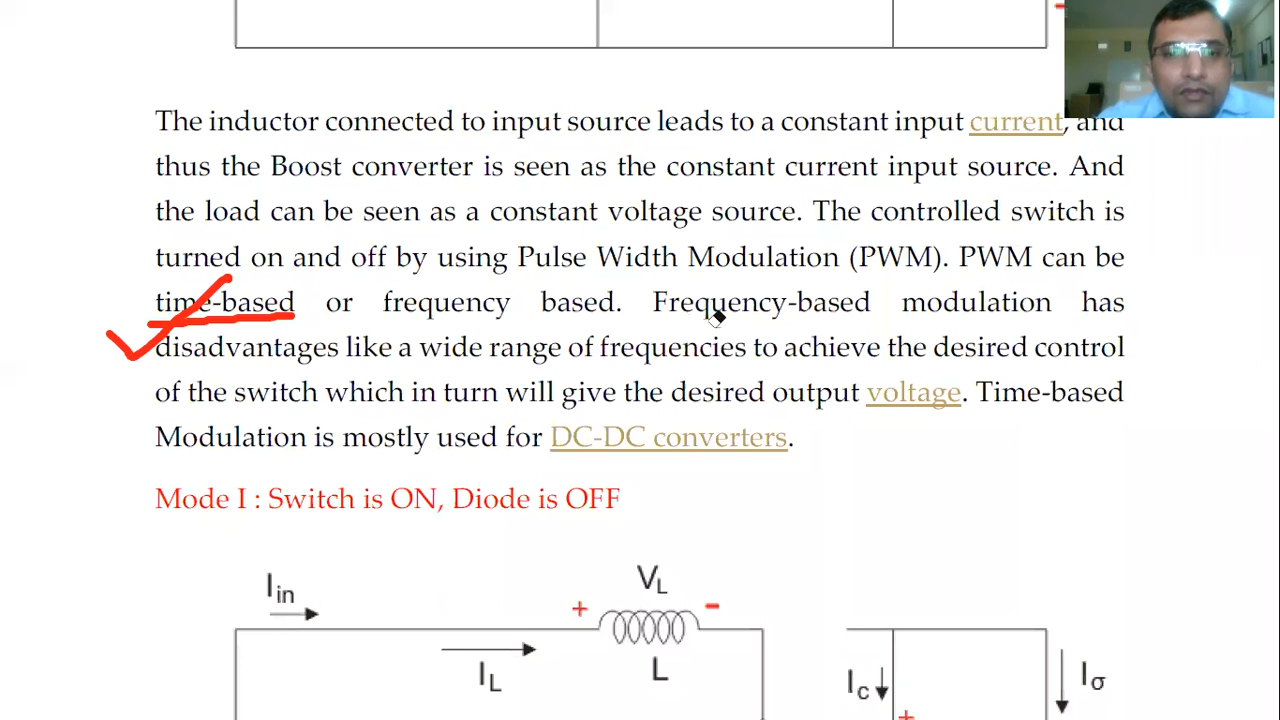 The inductor connected to input source leads to a constant input current, and
thus the Boost converter is seen as the constant current input source. And
the load can be seen as a constant voltage source. The controlled switch is
turned on and off by using Pulse Width Modulation (PWM). PWM can be
time-based or frequency based. Frequency-based modulation has
disadvantages like a wide range of frequencies to achieve the desired control
of the switch which in turn will give the desired output voltage. Time-based
Modulation is mostly used for DC-DC converters.
Mode I : Switch is ON, Diode is OFF
Iin
VL
+ -
IL
L
Ic
Iσ
+